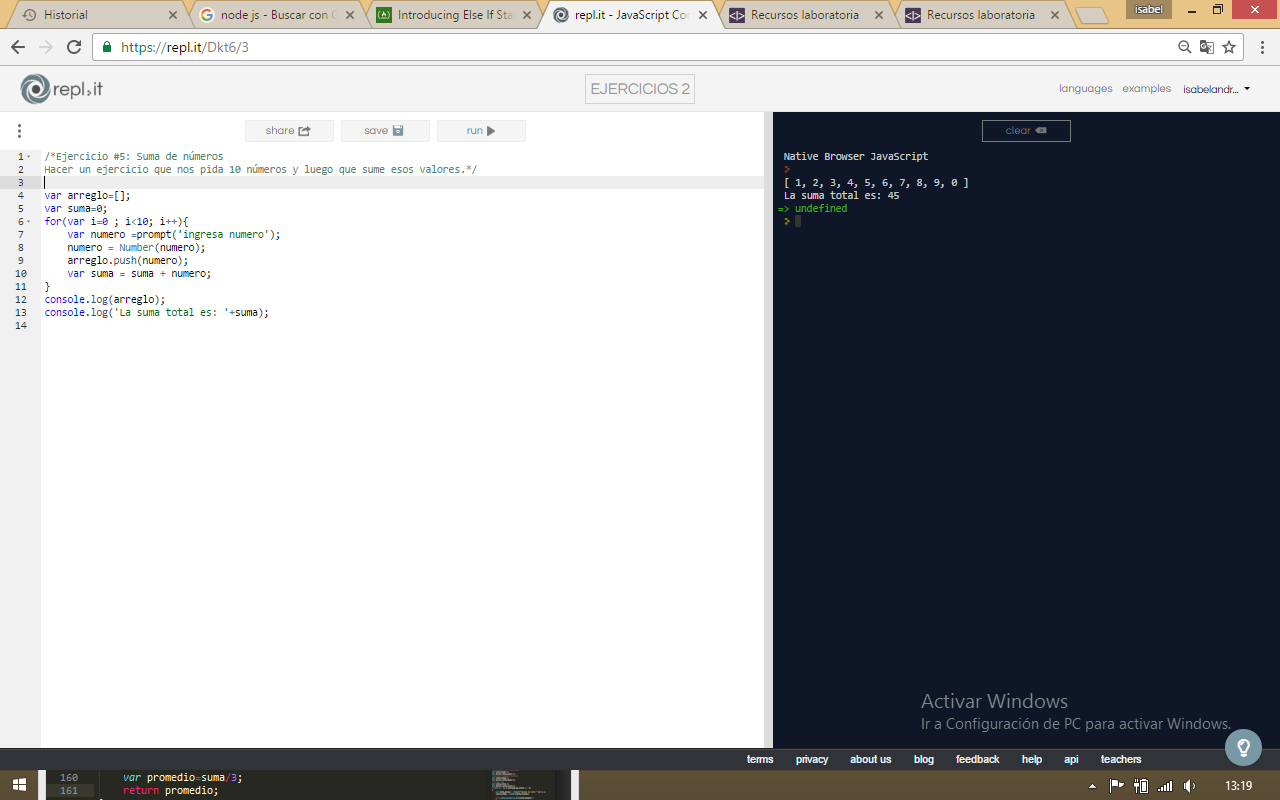 Historial
node js - Buscar con G
Introducing Else If Sta
repl.it - JavaScript Co
Recursos laboratoria
Recursos laboratoria
isabel
https://repl.it/Dkt6/3
repl.it
EJERCICIOS 2
languages examples isabelandr...
share save run
clear
1 /*Ejercicio #5: Suma de números
2 Hacer un ejercicio que nos pida 10 números y luego que sume esos valores.*/
3
4 var arreglo=[];
5 var suma=0;
6 for(var i=0 ; i<10; i++){
7 var numero =prompt('ingresa numero');
8 numero = Number(numero);
9 arreglo.push(numero);
10 var suma = suma + numero;
11 }
12 console.log(arreglo);
13 console.log('La suma total es: '+suma);
14
Native Browser JavaScript
>
[ 1, 2, 3, 4, 5, 6, 7, 8, 9, 0 ]
La suma total es: 45
=> undefined
>
Activar Windows
Ir a Configuración de PC para activar Windows.
terms privacy about us blog feedback help api teachers
160 var promedio=suma/3;
161 return promedio;
13:19